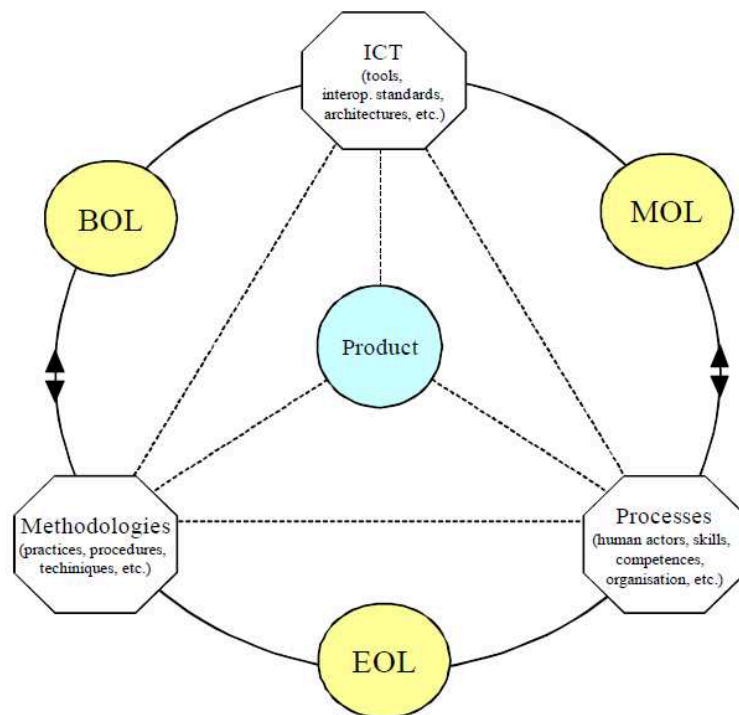 ICT
(tools,
interop. standards,
architectures, etc.)
BOL
MOL
Product
Methodologies
(practices, procedures,
techiniques, etc.)
Processes
(human actors, skills,
competences,
organisation, etc.)
EOL